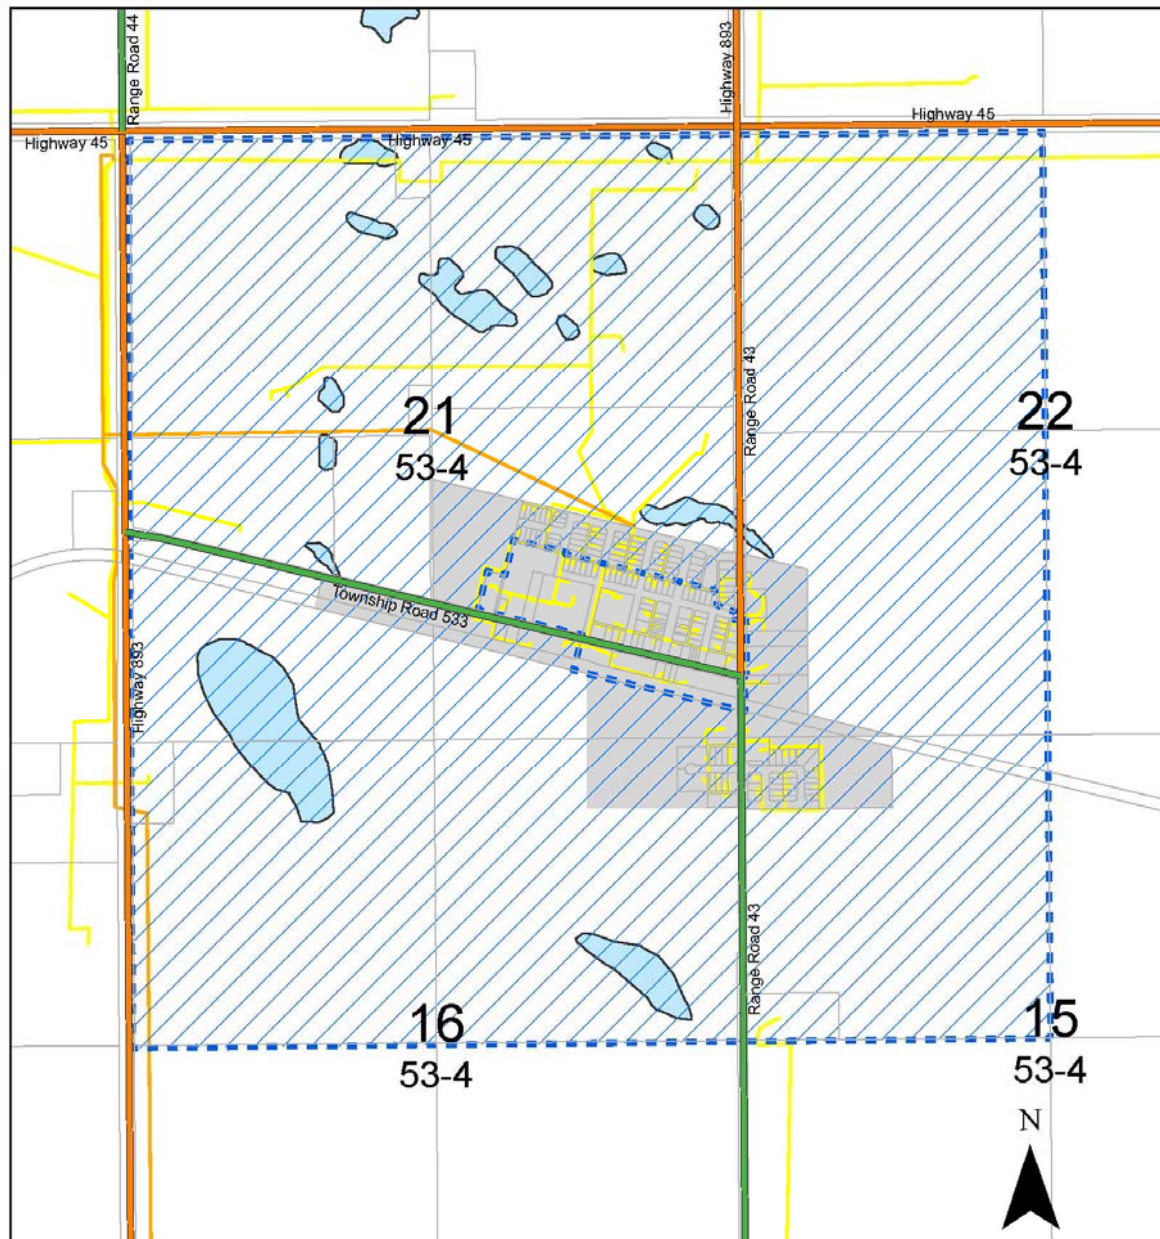 Range Road 44
Highway 893
Highway 45
Highway 45
Highway 45
Range Road 43
21
53-4
22
53-4
Township Road 533
Highway 893
Range Road 43
16
53-4
15
53-4
N